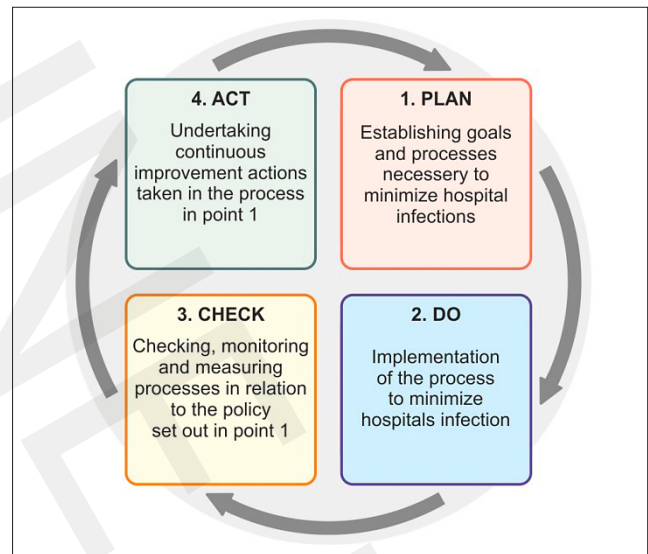 4. ACT
Undertaking
continuous
improvement actions
taken in the process
in point 1
1. PLAN
Establishing goals
and processes
necessery to
minimize hospital
infections
3. CHECK
Checking, monitoring
and measuring
processes in relation
to the policy
set out in point 1
2. DO
Implementation
of the process
to minimize
hospitals infection